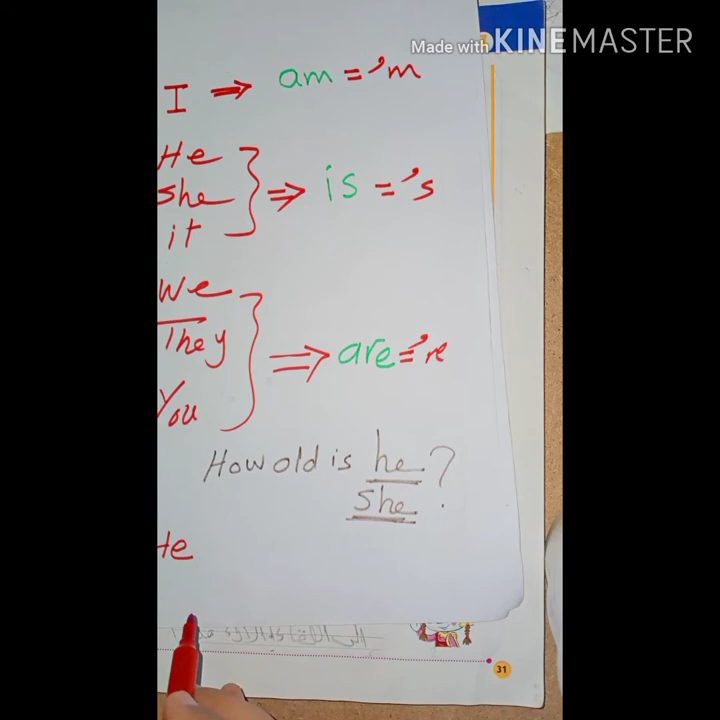 Made with KINEMASTER
I ⇒ am = 'm
He
she
it
⇒ is = 's
We
They
You
⇒ are = 're
How old is he?
she
He
31